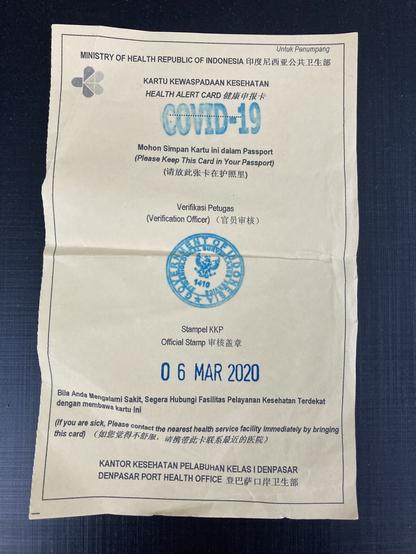 Untuk Penumpang
MINISTRY OF HEALTH REPUBLIC OF INDONESIA 印度尼西亚公共卫生部
KARTU KEWASPADAAN KESEHATAN
HEALTH ALERT CARD 健康申报卡
COVID-19
Mohon Simpan Kartu ini dalam Passport
(Please Keep This Card in Your Passport)
(请放此张卡在护照里)
Verifikasi Petugas
(Verification Officer) (官员审核)
GOVERNMENT OF INDONESIA
1410
Stampel KKP
Official Stamp 审核盖章
06 MAR 2020
Bila Anda Mengalami Sakit, Segera Hubungi Fasilitas Pelayanan Kesehatan Terdekat
dengan membawa kartu ini
(If you are sick, Please contact the nearest health service facility immediately by bringing
this card) (如您觉得不舒服，请携带此卡联系最近的医院)
KANTOR KESEHATAN PELABUHAN KELAS I DENPASAR
DENPASAR PORT HEALTH OFFICE 登巴萨口岸卫生部